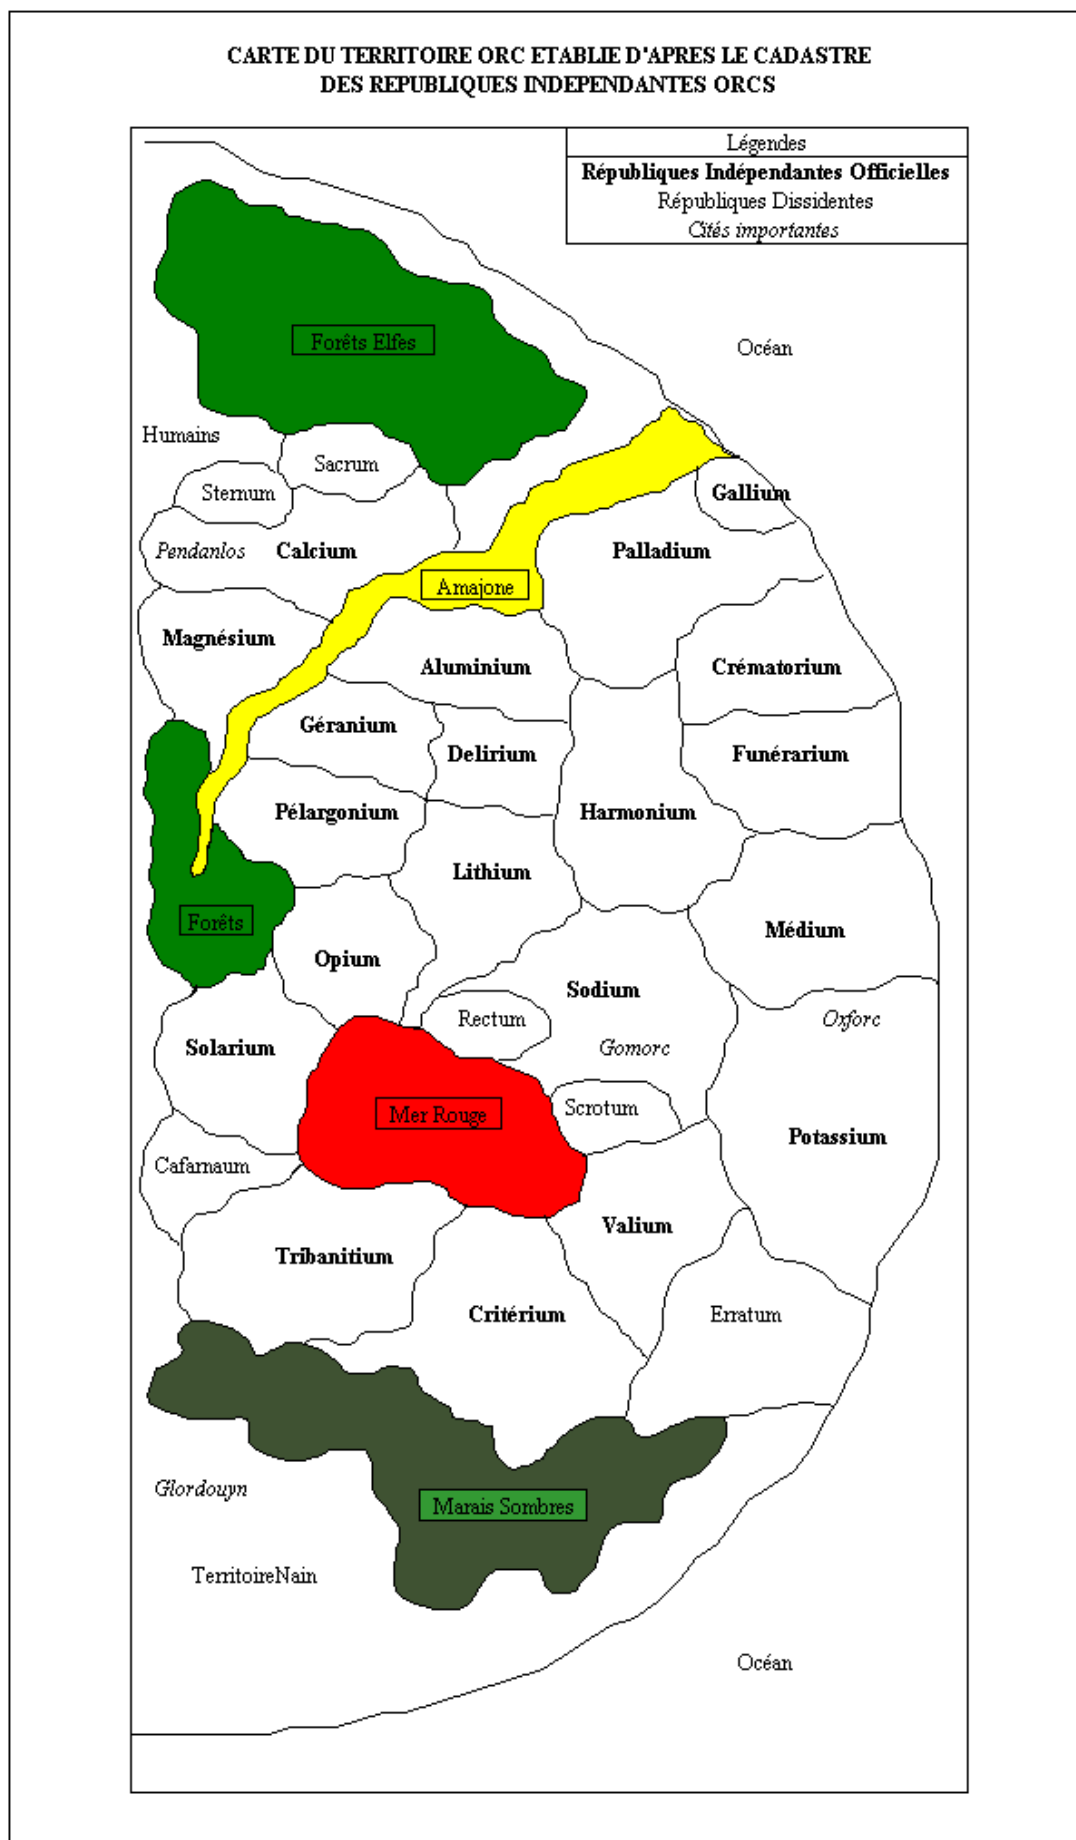 CARTE DU TERRITOIRE ORC ETABLIE D'APRES LE CADASTRE
DES REPUBLIQUES INDEPENDANTES ORCS
Légendes
Républiques Indépendantes Officielles
Républiques Dissidentes
Cités importantes
Forêts Elfes
Océan
Humains
Sacrum
Sternum
Gallium
Pendanlos
Calcium
Palladium
Amajone
Magnésium
Aluminium
Crématorium
Géranium
Delirium
Funérarium
Pélargonium
Harmonium
Lithium
Forêts
Médium
Opium
Sodium
Rectum
Oxforc
Solarium
Gomorc
Mer Rouge
Scrotum
Potassium
Cafarnaum
Valium
Tribanitium
Critérium
Erratum
Glordouyn
Marais Sombres
TerritoireNain
Océan